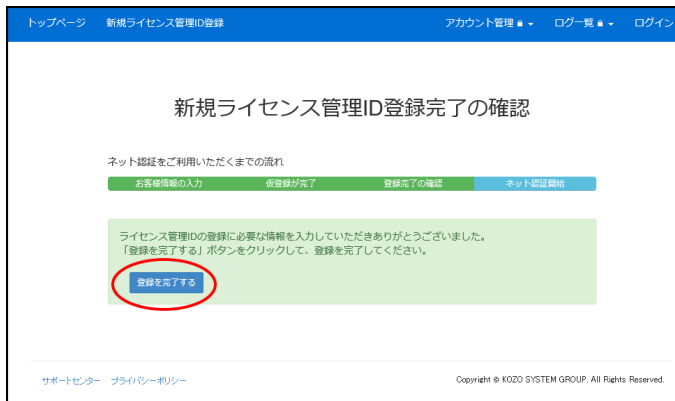 トップページ 新規ライセンス管理ID登録 アカウント管理 ログ一覧 ログイン
新規ライセンス管理ID登録完了の確認
ネット認証をご利用いただくまでの流れ
お客様情報の入力 仮登録が完了 登録完了の確認 ネット認証開始
ライセンス管理IDの登録に必要な情報を入力していただきありがとうございました。
「登録を完了する」ボタンをクリックして、登録を完了してください。
登録を完了する
サポートセンター プライバシーポリシー Copyright © KOZO SYSTEM GROUP. All Rights Reserved.